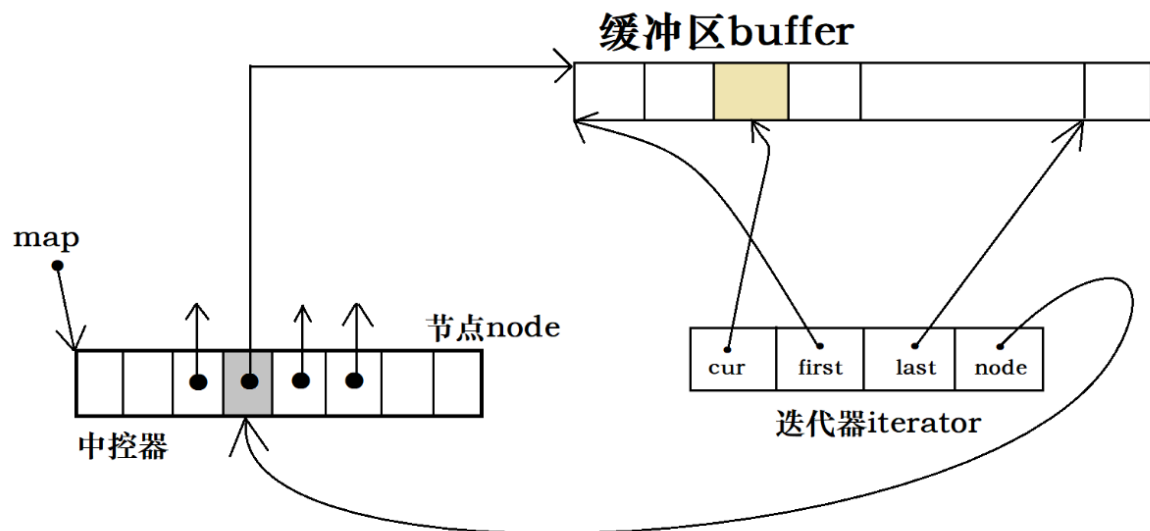 缓冲区buffer
map
节点node
cur first last node
中控器
迭代器iterator